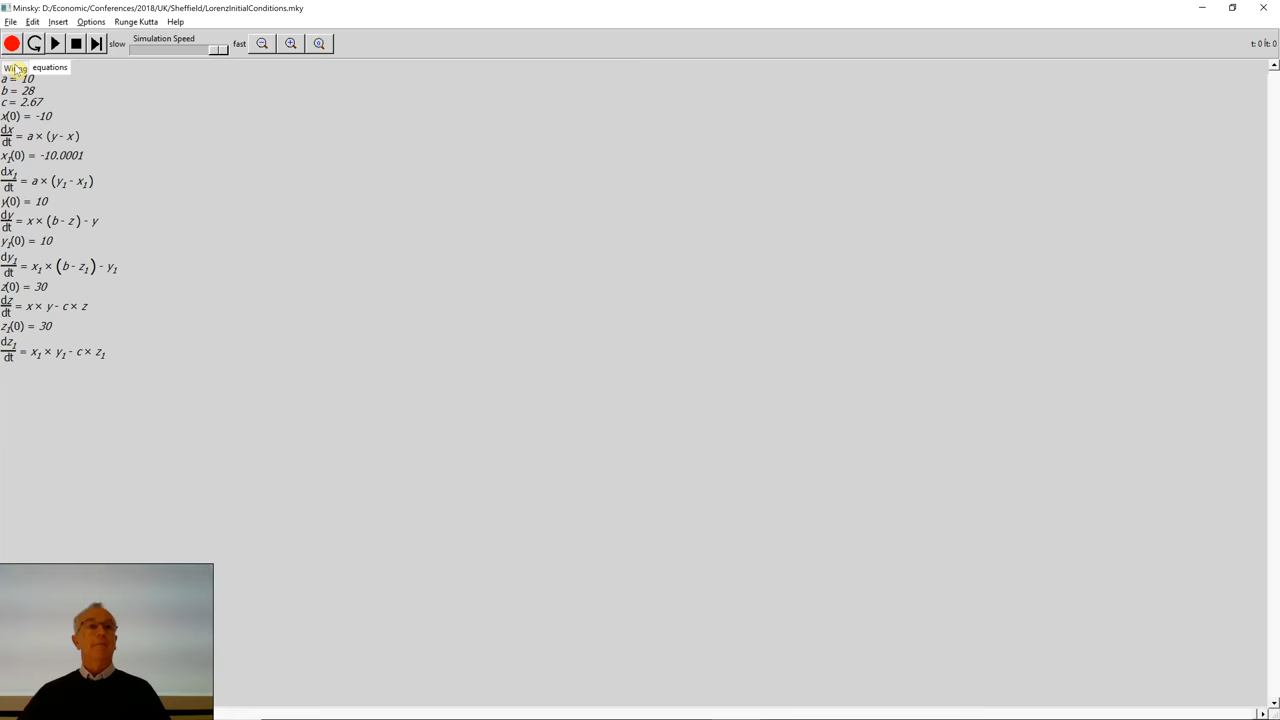 Minsky: D:/Economic/Conferences/2018/UK/Sheffield/LorenzInitialConditions.mky
File Edit Insert Options Runge Kutta Help
slow Simulation Speed fast t: 0 Δt: 0
equations
a = 10
b = 28
c = 2.67
x(0) = -10
dx/dt = a × (y - x)
x₁(0) = -10.0001
dx₁/dt = a × (y₁ - x₁)
y(0) = 10
dy/dt = x × (b - z) - y
y₁(0) = 10
dy₁/dt = x₁ × (b - z₁) - y₁
z(0) = 30
dz/dt = x × y - c × z
z₁(0) = 30
dz₁/dt = x₁ × y₁ - c × z₁